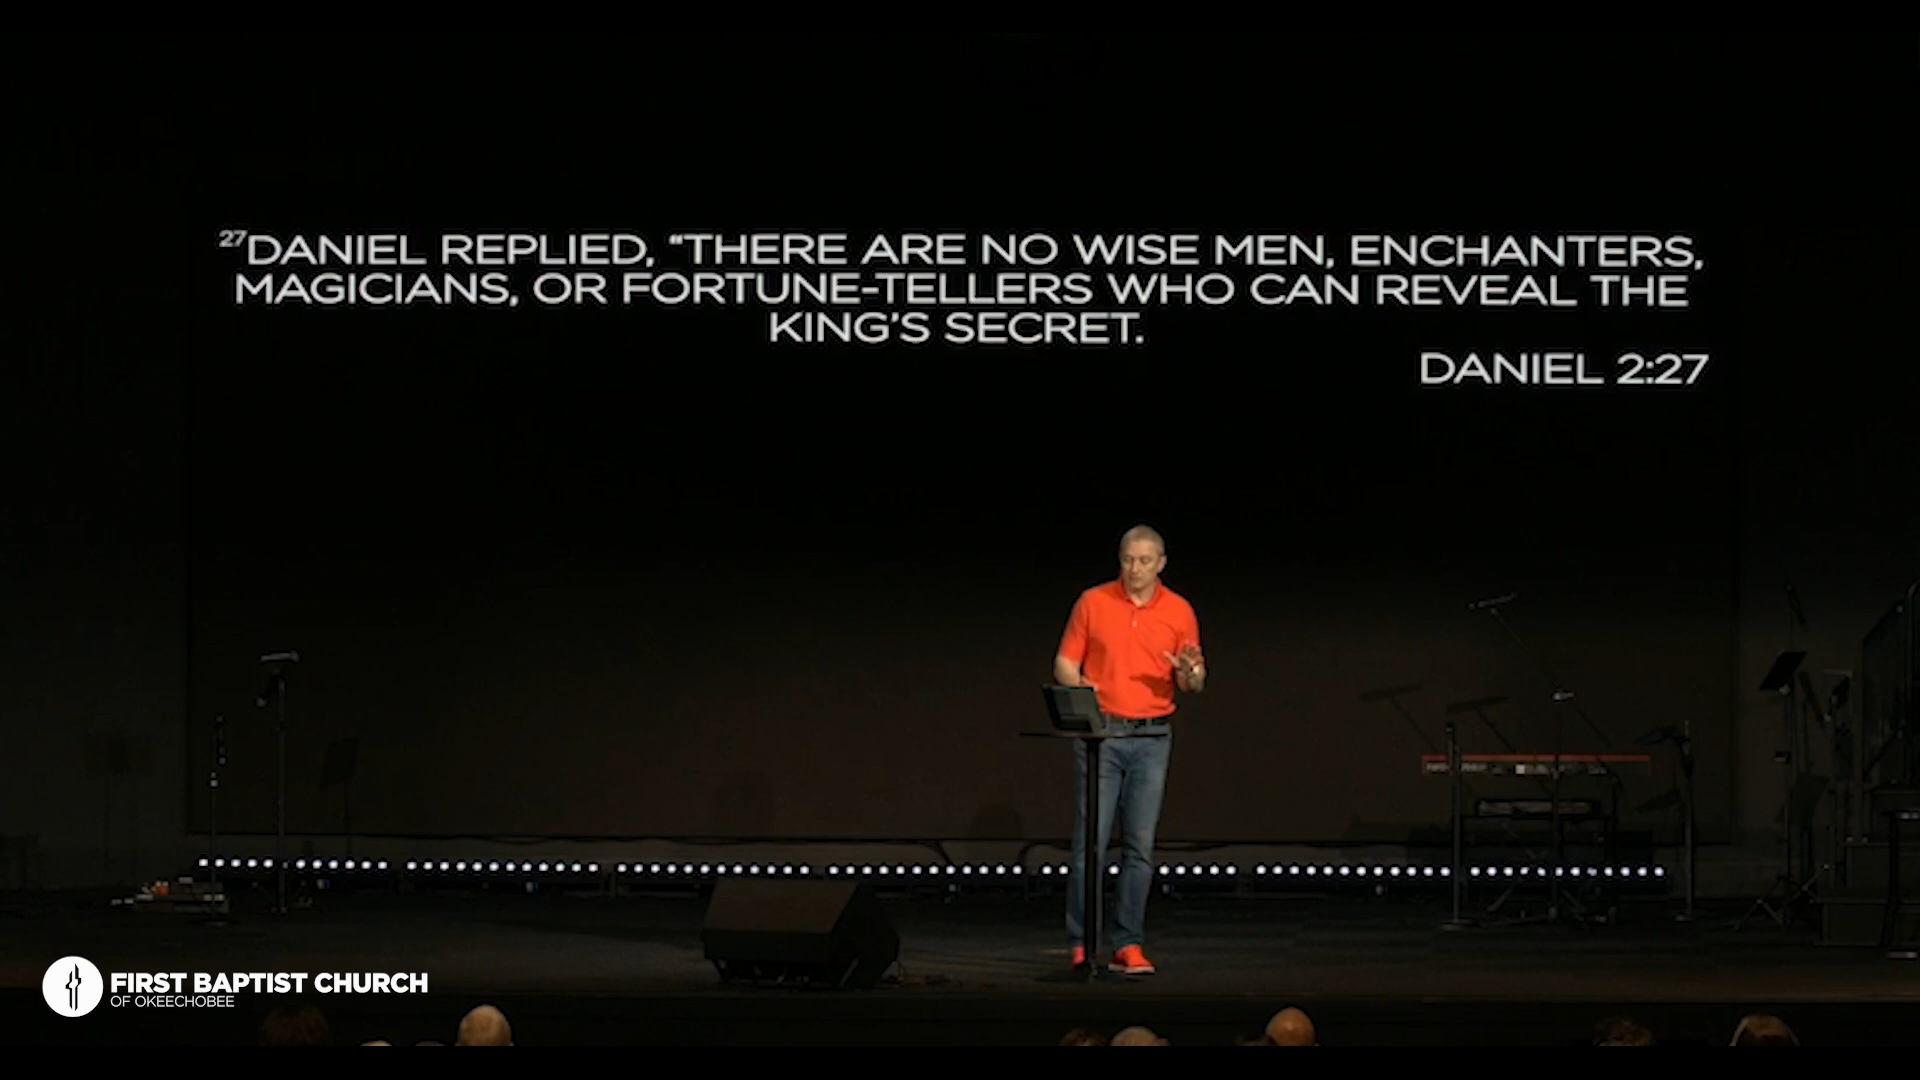 ²⁷DANIEL REPLIED, “THERE ARE NO WISE MEN, ENCHANTERS,
MAGICIANS, OR FORTUNE-TELLERS WHO CAN REVEAL THE
KING’S SECRET.
DANIEL 2:27
FIRST BAPTIST CHURCH
OF OKEECHOBEE